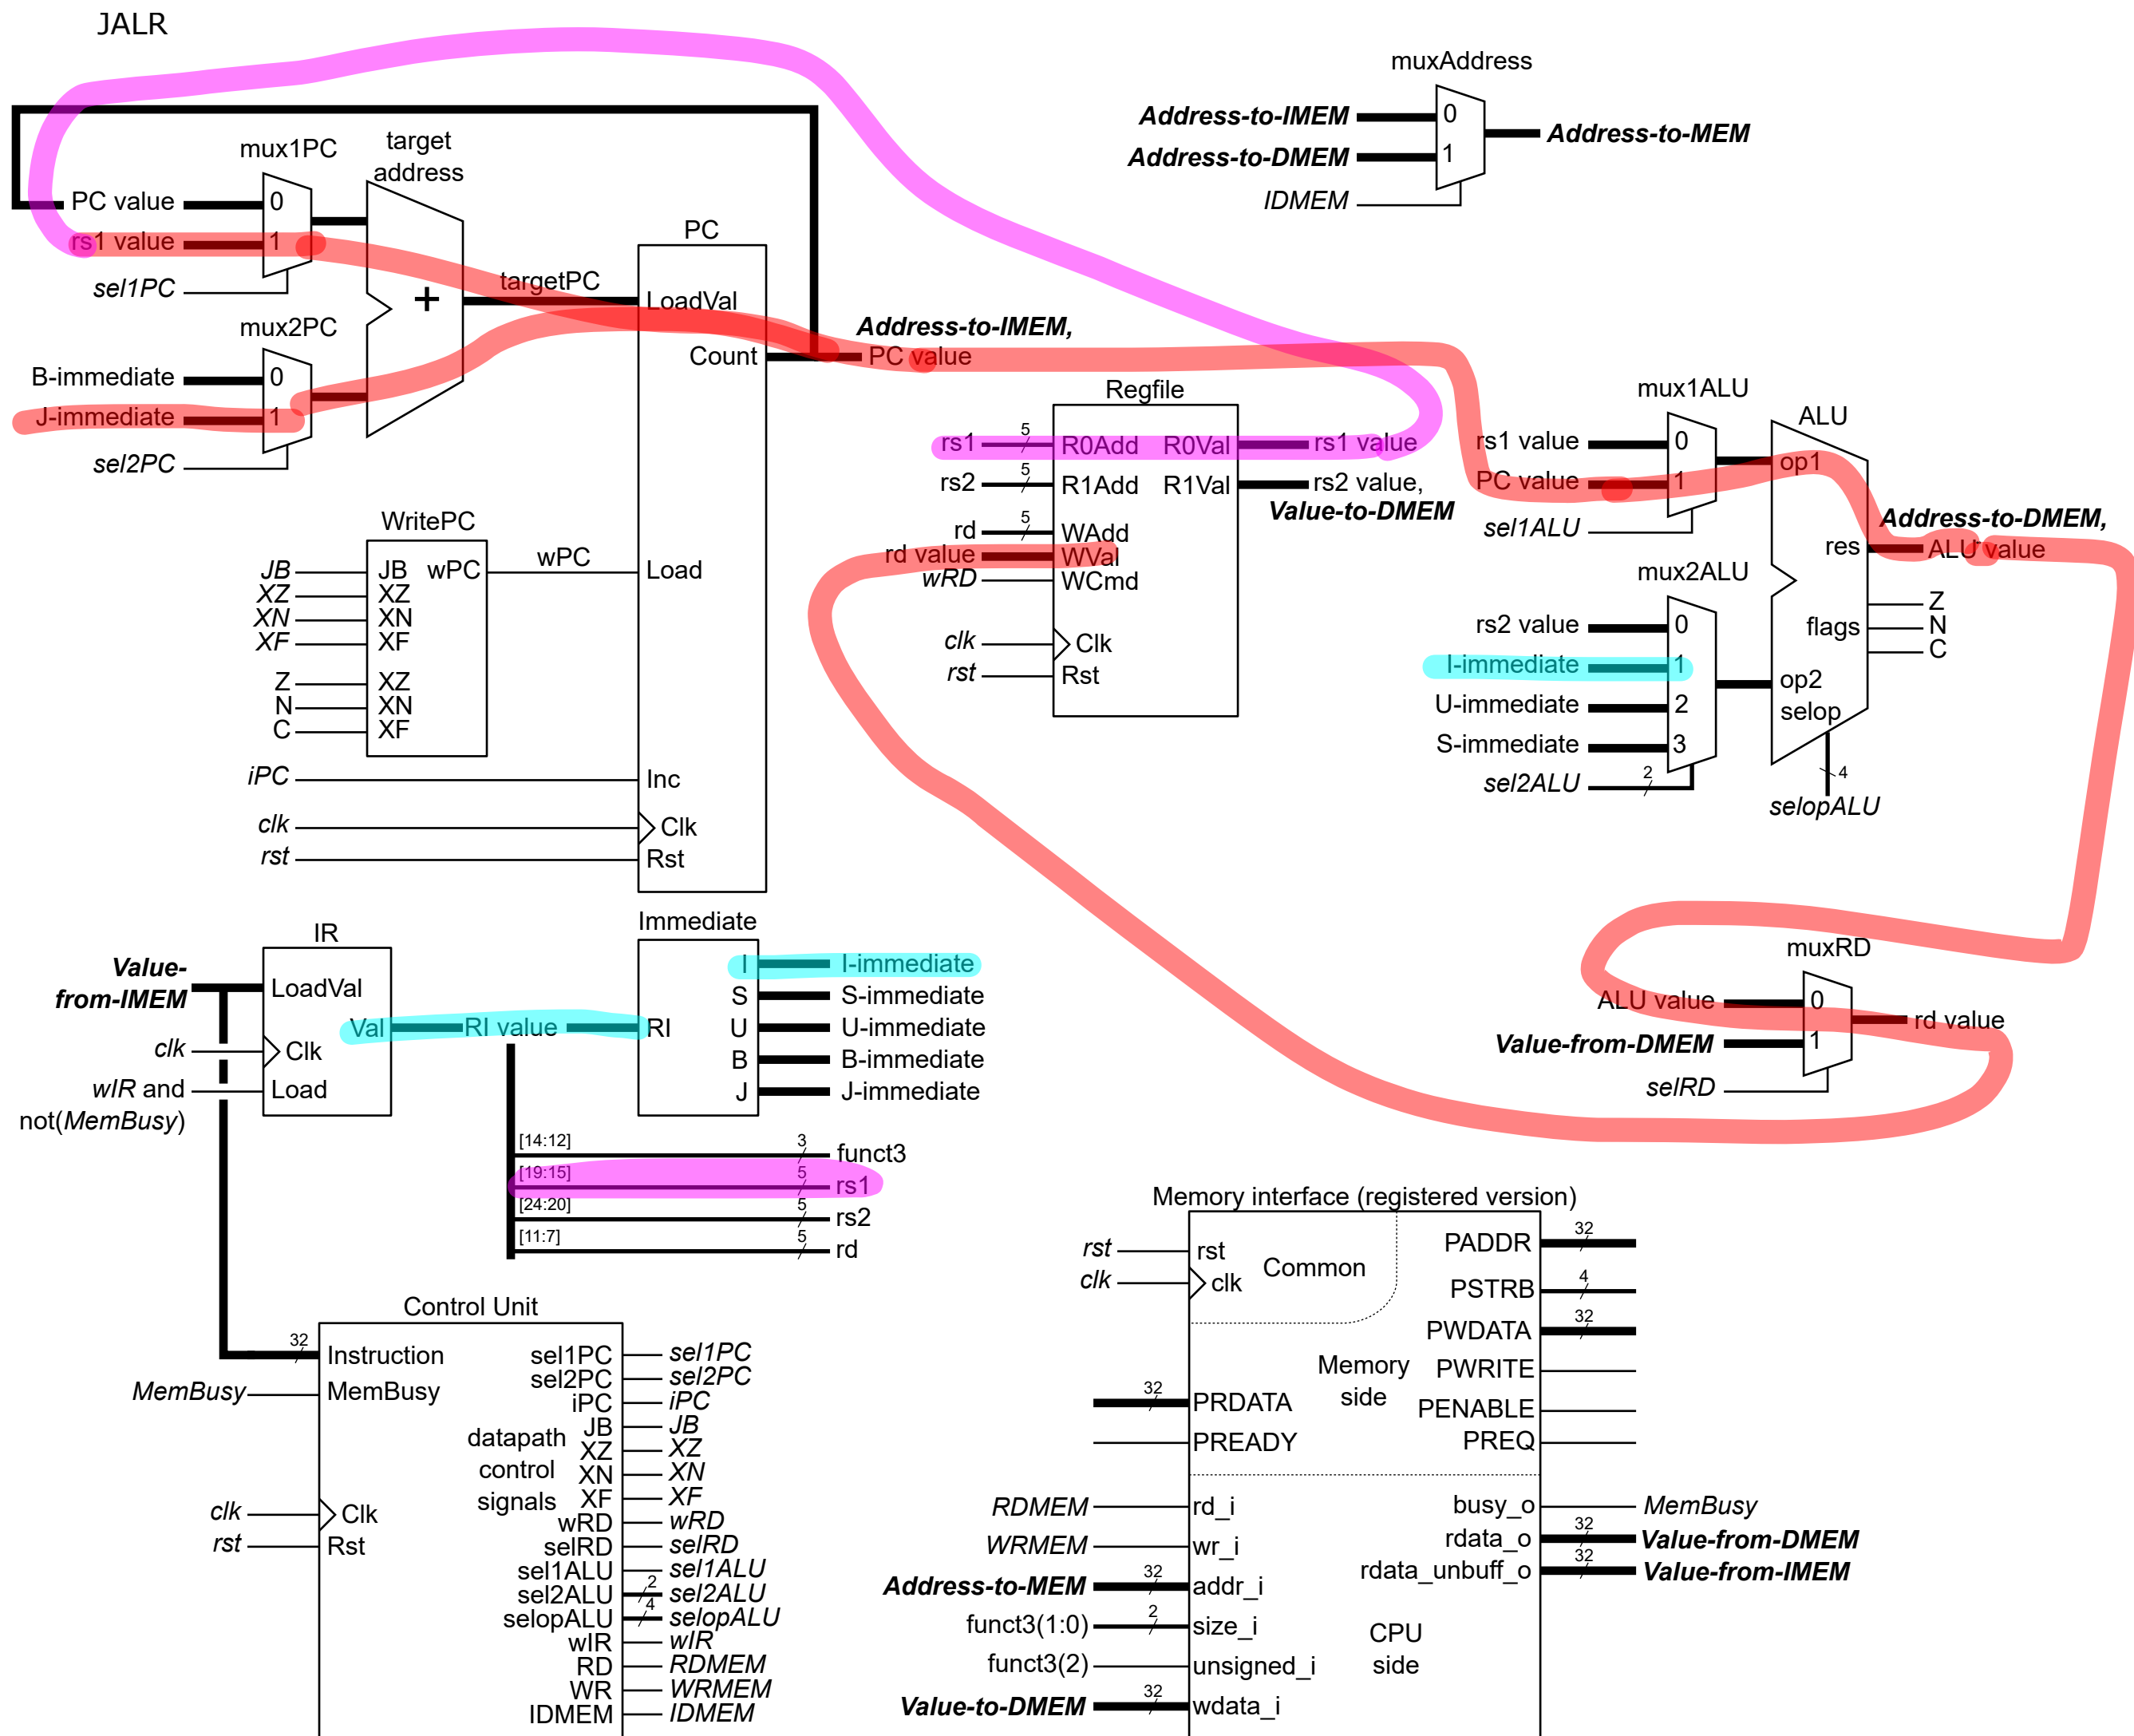 JALR
muxAddress
Address-to-IMEM
0
Address-to-DMEM
1
Address-to-MEM
IDMEM
mux1PC
target
address
PC value
0
rs1 value
1
sel1PC
+
targetPC
mux2PC
B-immediate
0
J-immediate
1
sel2PC
PC
LoadVal
Count
Load
Inc
Clk
Rst
Address-to-IMEM,
PC value
WritePC
JB
XZ
XN
XF
Z
N
C
JB
XZ
XN
XF
XZ
XN
XF
wPC
wPC
iPC
clk
rst
Regfile
rs1
5
R0Add
R0Val
rs1 value
rs2
5
R1Add
R1Val
rs2 value,
Value-to-DMEM
rd
5
WAdd
rd value
WVal
wRD
WCmd
clk
Clk
rst
Rst
mux1ALU
rs1 value
0
PC value
1
sel1ALU
mux2ALU
rs2 value
0
I-immediate
1
U-immediate
2
S-immediate
3
sel2ALU
2
ALU
op1
op2
selop
res
flags
Address-to-DMEM,
ALU value
Z
N
C
4
selopALU
muxRD
ALU value
0
Value-from-DMEM
1
rd value
selRD
IR
Value-
from-IMEM
LoadVal
Val
RI value
clk
Clk
wIR and
not(MemBusy)
Load
Immediate
RI
I
I-immediate
S
S-immediate
U
U-immediate
B
B-immediate
J
J-immediate
[14:12]
3
funct3
[19:15]
5
rs1
[24:20]
5
rs2
[11:7]
5
rd
Control Unit
32
Instruction
MemBusy
MemBusy
clk
Clk
rst
Rst
datapath
control
signals
sel1PC
sel1PC
sel2PC
sel2PC
iPC
iPC
JB
JB
XZ
XZ
XN
XN
XF
XF
wRD
wRD
selRD
selRD
sel1ALU
sel1ALU
sel2ALU
2
sel2ALU
selopALU
4
selopALU
wIR
wIR
RD
RDMEM
WR
WRMEM
IDMEM
IDMEM
Memory interface (registered version)
rst
rst
clk
clk
Common
PADDR
32
PSTRB
4
PWDATA
32
PWRITE
PENABLE
PREQ
Memory
side
32
PRDATA
PREADY
RDMEM
rd_i
WRMEM
wr_i
Address-to-MEM
32
addr_i
funct3(1:0)
2
size_i
funct3(2)
unsigned_i
Value-to-DMEM
32
wdata_i
CPU
side
busy_o
MemBusy
rdata_o
32
Value-from-DMEM
rdata_unbuff_o
32
Value-from-IMEM